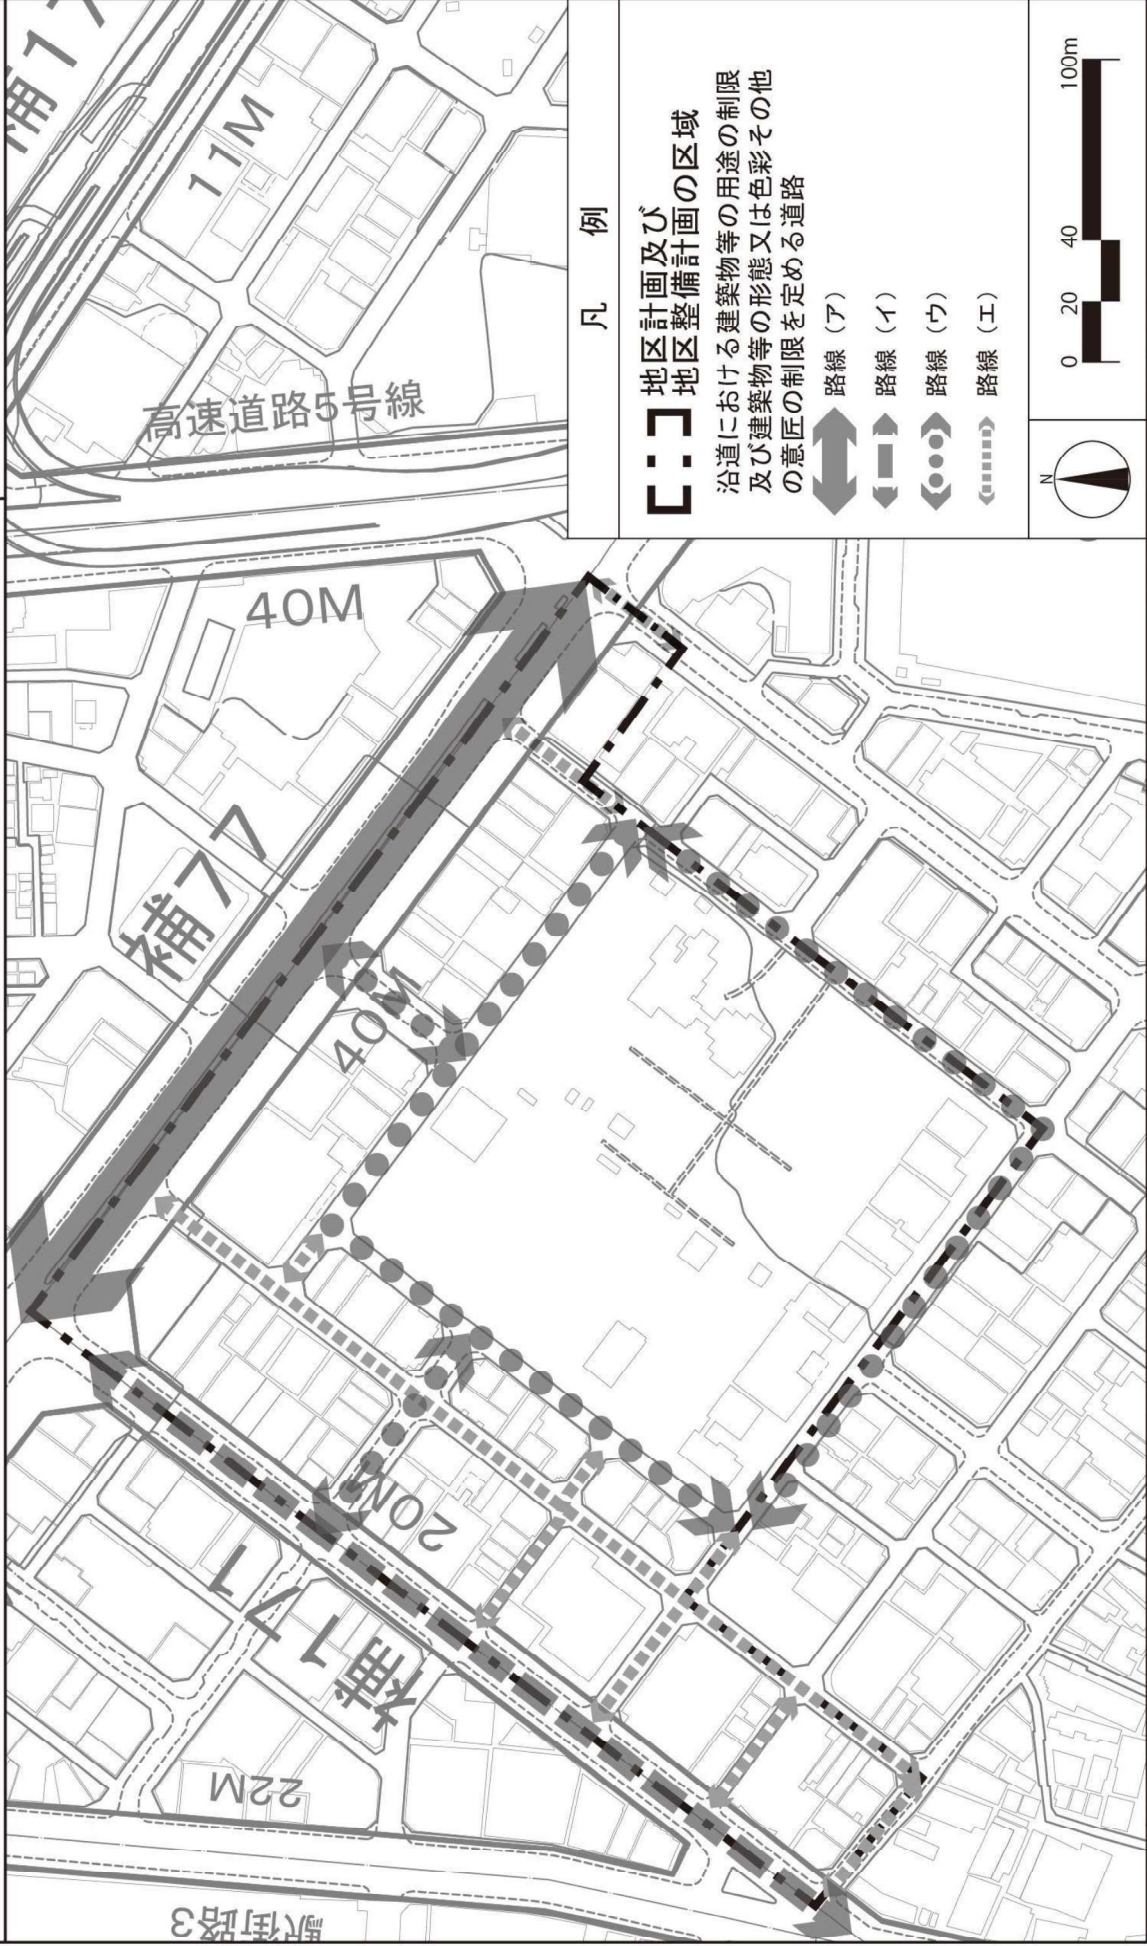 補17
11M
高速道路5号線
40M
補77
40M
20M
補171
22M
駅街路3
凡 例
地区計画及び
地区整備計画の区域
沿道における建築物等の用途の制限
及び建築物等の形態又は色彩その他
の意匠の制限を定める道路
路線（ア）
路線（イ）
路線（ウ）
路線（エ）
N
0 20 40 100m